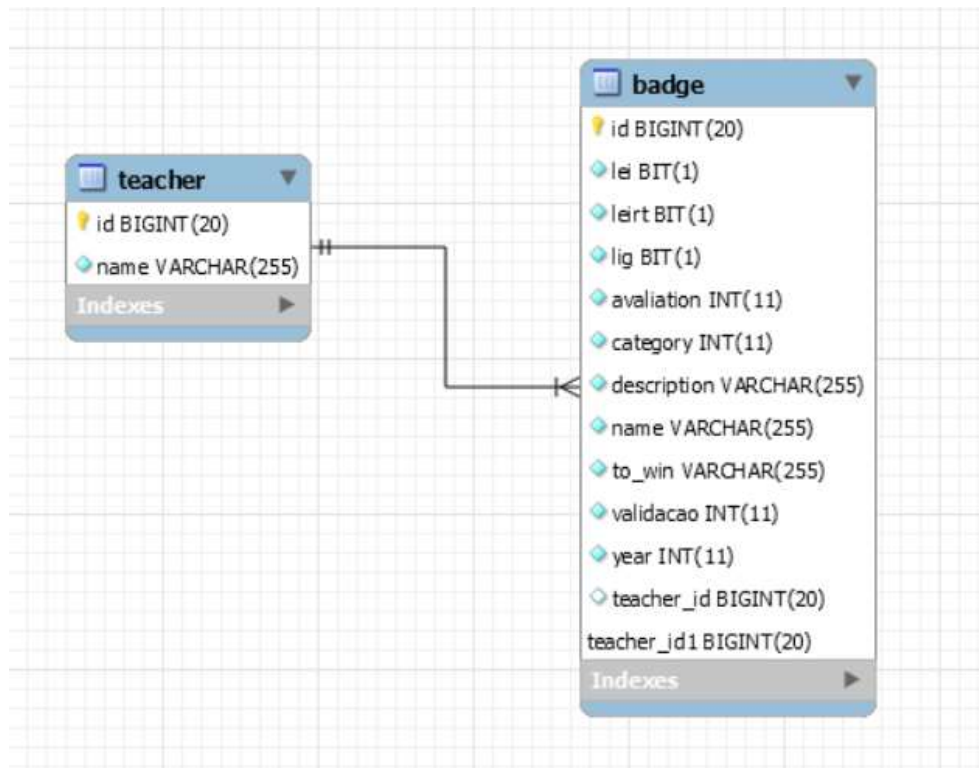 teacher
id BIGINT(20)
name VARCHAR(255)
Indexes
badge
id BIGINT(20)
lei BIT(1)
leirt BIT(1)
lig BIT(1)
avaliation INT(11)
category INT(11)
description VARCHAR(255)
name VARCHAR(255)
to_win VARCHAR(255)
validacao INT(11)
year INT(11)
teacher_id BIGINT(20)
teacher_id1 BIGINT(20)
Indexes